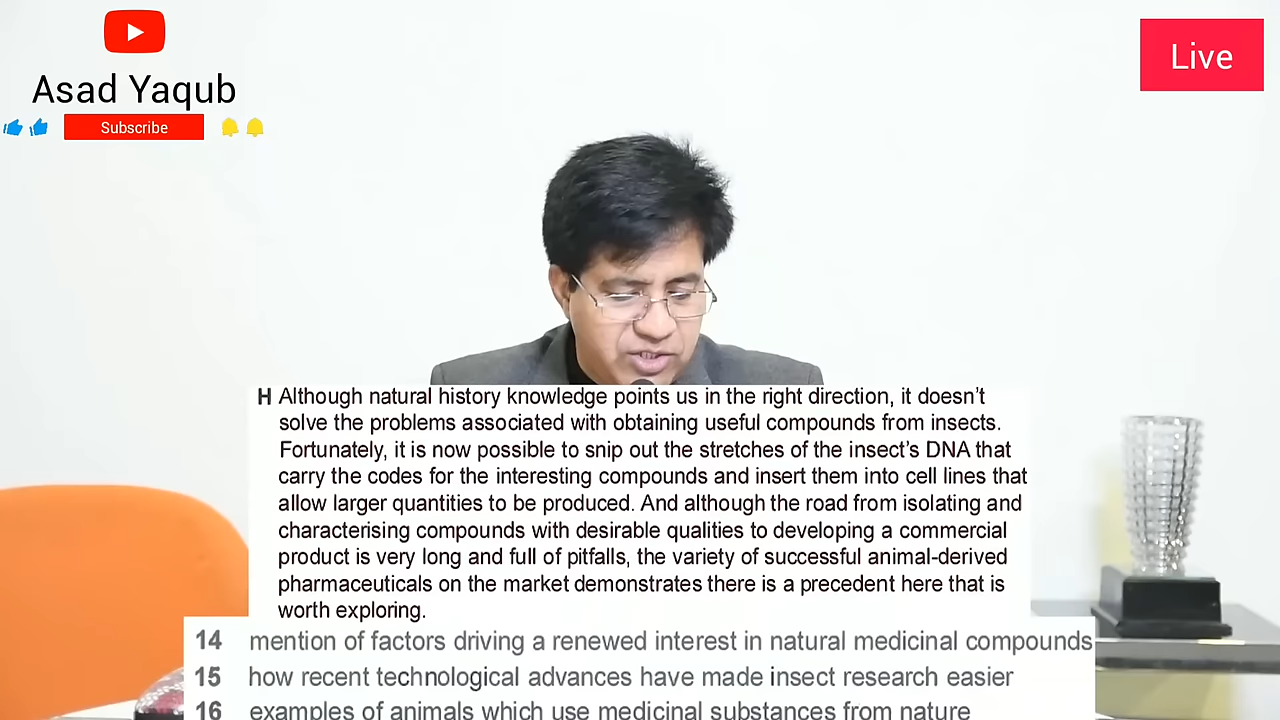 Asad Yaqub
Subscribe
Live
H Although natural history knowledge points us in the right direction, it doesn't
solve the problems associated with obtaining useful compounds from insects.
Fortunately, it is now possible to snip out the stretches of the insect's DNA that
carry the codes for the interesting compounds and insert them into cell lines that
allow larger quantities to be produced. And although the road from isolating and
characterising compounds with desirable qualities to developing a commercial
product is very long and full of pitfalls, the variety of successful animal-derived
pharmaceuticals on the market demonstrates there is a precedent here that is
worth exploring.
14 mention of factors driving a renewed interest in natural medicinal compounds
15 how recent technological advances have made insect research easier
16 examples of animals which use medicinal substances from nature